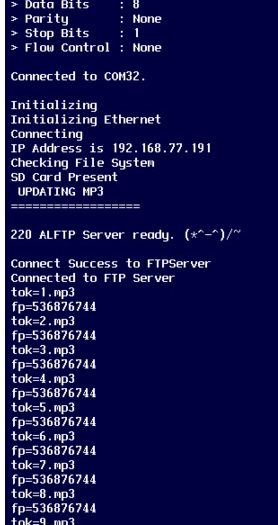 > Data Bits : 8
> Parity : None
> Stop Bits : 1
> Flow Control : None
Connected to COM32.
Initializing
Initializing Ethernet
Connecting
IP Address is 192.168.77.191
Checking File System
SD Card Present
UPDATING MP3
==================
220 ALFTP Server ready. (*^-^)/~
Connect Success to FTPServer
Connected to FTP Server
tok=1.mp3
fp=536876744
tok=2.mp3
fp=536876744
tok=3.mp3
fp=536876744
tok=4.mp3
fp=536876744
tok=5.mp3
fp=536876744
tok=6.mp3
fp=536876744
tok=7.mp3
fp=536876744
tok=8.mp3
fp=536876744
tok=9.mp3